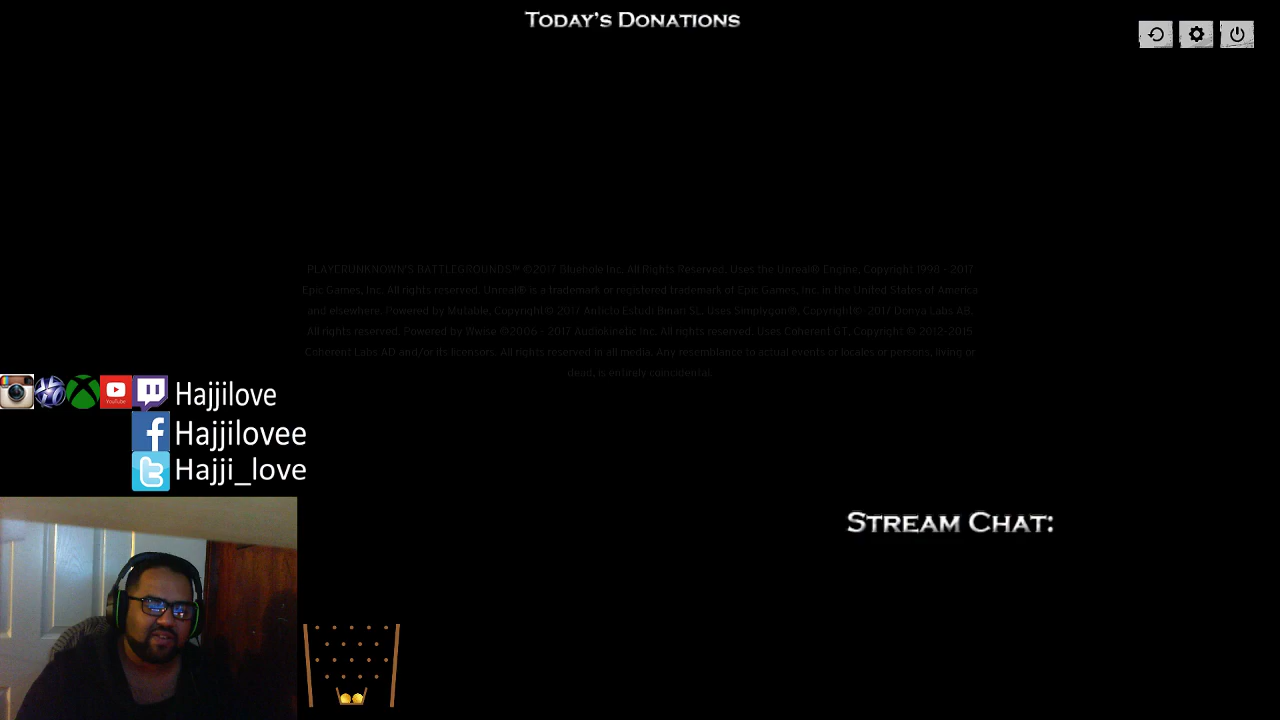 Today's Donations
PLAYERUNKNOWN'S BATTLEGROUNDS™ ©2017 Bluehole Inc. All Rights Reserved. Uses the Unreal® Engine, Copyright 1998 - 2017
Epic Games, Inc. All rights reserved. Unreal® is a trademark or registered trademark of Epic Games, Inc. in the United States of America
and elsewhere. Powered by Mutable, Copyright © 2017 Anticto Estudi Binari SL. Uses Simplygon®, Copyright © 2017 Donya Labs AB.
All rights reserved. Powered by Wwise ©2006 - 2017 Audiokinetic Inc. All rights reserved. Uses Coherent GT, Copyright © 2012-2015
Coherent Labs AD and/or its licensors. All rights reserved in all media. Any resemblance to actual events or locales or persons, living or
dead, is entirely coincidental.
YouTube
Hajjilove
Hajjilovee
Hajji_love
Stream Chat: